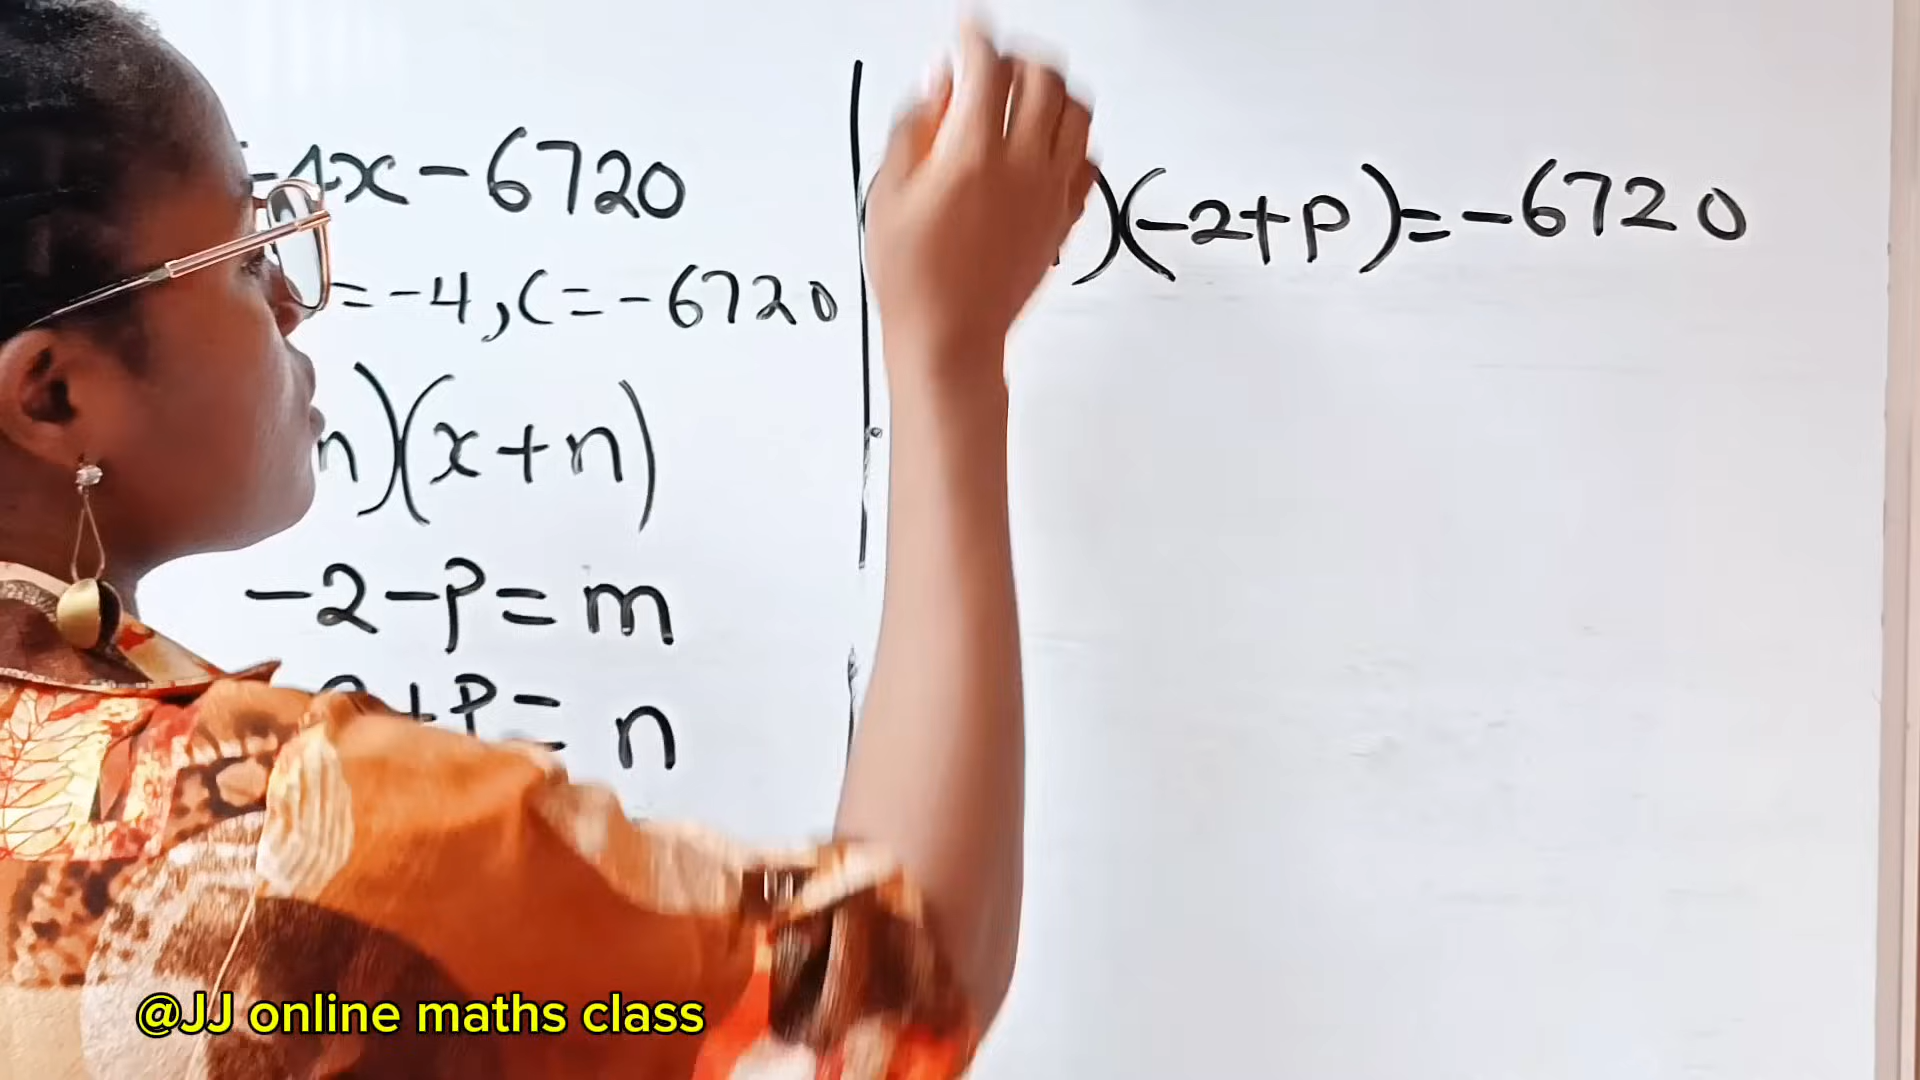 -4x-6720
=-4, C=-6720
n)(x+n)
-2-P=m
+P=n
)(-2+P)=-6720
@JJ online maths class